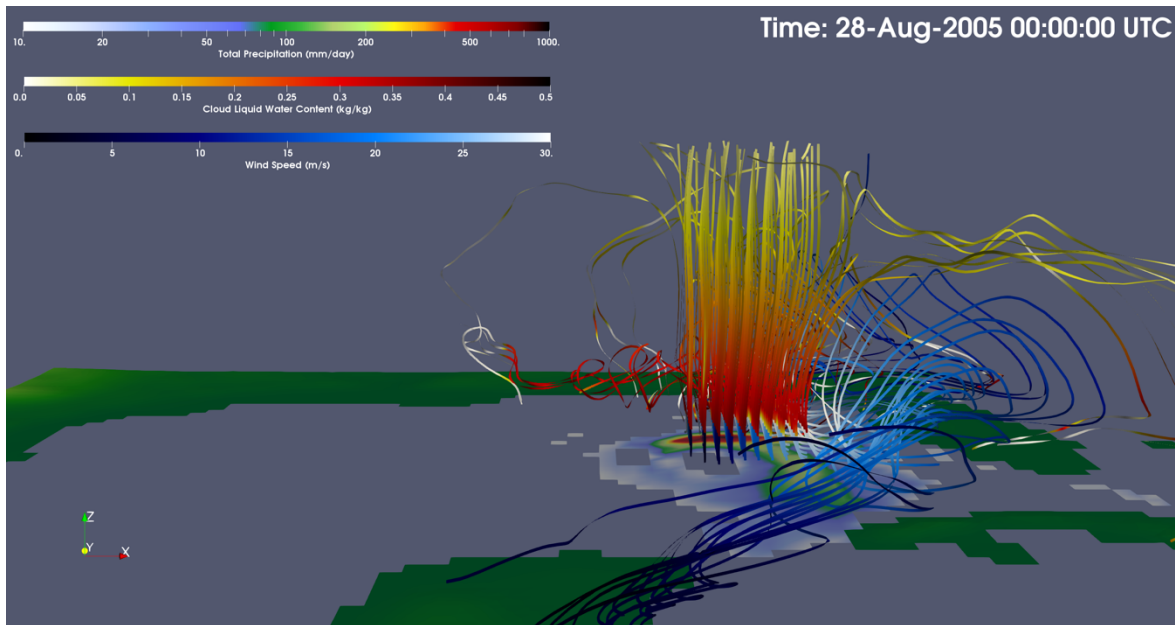 Time: 28-Aug-2005 00:00:00 UTC
10. 20 50 100 200 500 1000.
Total Precipitation (mm/day)
0.0 0.05 0.1 0.15 0.2 0.25 0.3 0.35 0.4 0.45 0.5
Cloud Liquid Water Content (kg/kg)
0. 5 10 15 20 25 30.
Wind Speed (m/s)
Z
Y X